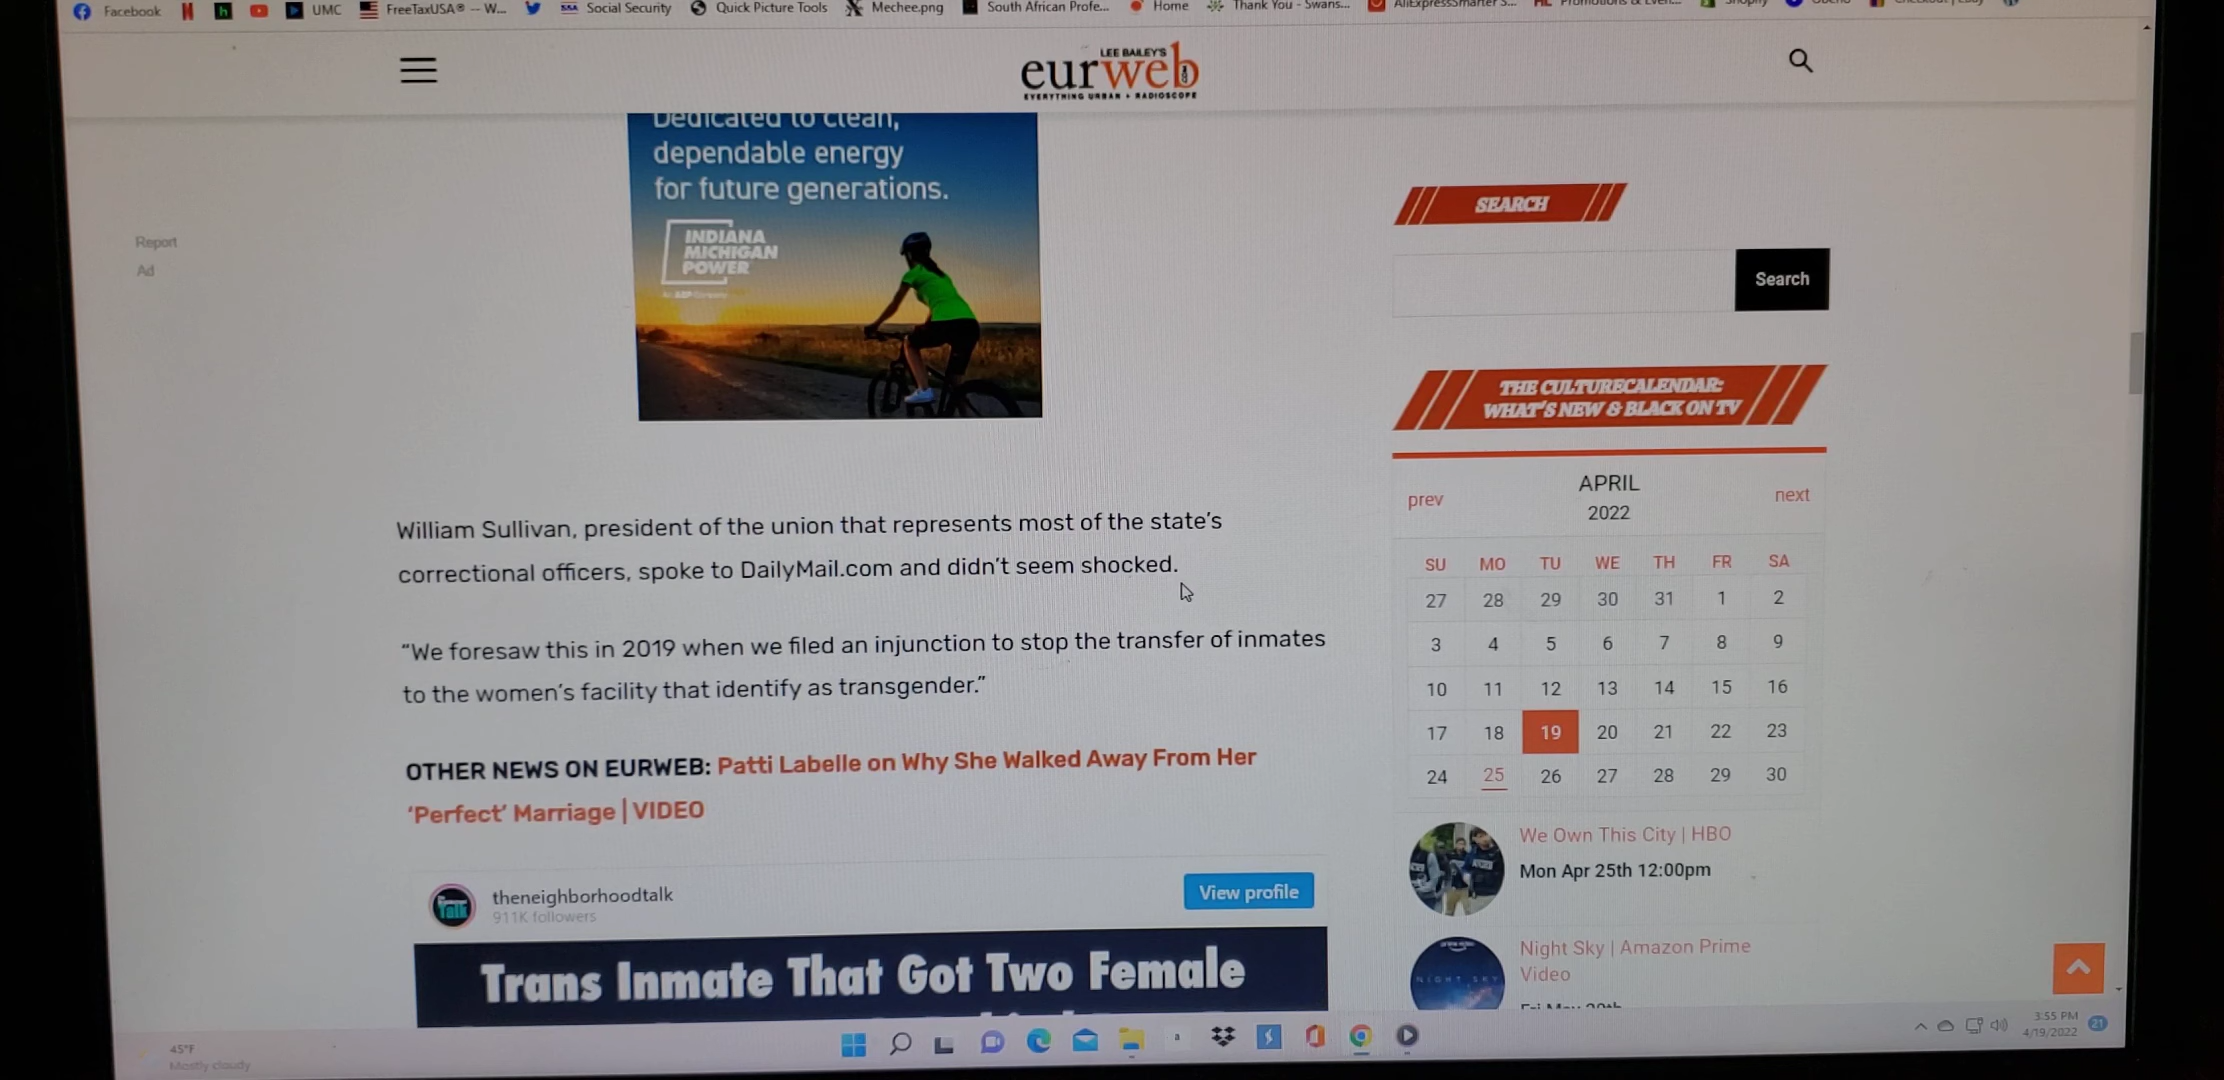 Facebook
UMC
FreeTaxUSA® -- W...
Social Security
Quick Picture Tools
Mechee.png
South African Profe...
Home
Thank You - Swans...
LEE BAILEY'S
eurweb
EVERYTHING URBAN & RADIOSCOPE
Dedicated to clean,
dependable energy
for future generations.
INDIANA
MICHIGAN
POWER
Report
Ad
SEARCH
Search
THE CULTURECALENDAR:
WHAT'S NEW & BLACK ON TV
prev
APRIL
2022
next
SU MO TU WE TH FR SA
27 28 29 30 31 1 2
3 4 5 6 7 8 9
10 11 12 13 14 15 16
17 18 19 20 21 22 23
24 25 26 27 28 29 30
We Own This City | HBO
Mon Apr 25th 12:00pm
Night Sky | Amazon Prime
Video
NIGHT SKY
William Sullivan, president of the union that represents most of the state's
correctional officers, spoke to DailyMail.com and didn't seem shocked.
“We foresaw this in 2019 when we filed an injunction to stop the transfer of inmates
to the women's facility that identify as transgender.”
OTHER NEWS ON EURWEB: Patti Labelle on Why She Walked Away From Her
‘Perfect’ Marriage | VIDEO
Talk
theneighborhoodtalk
911K followers
View profile
Trans Inmate That Got Two Female
45°F
Mostly cloudy
3:55 PM
4/19/2022
21